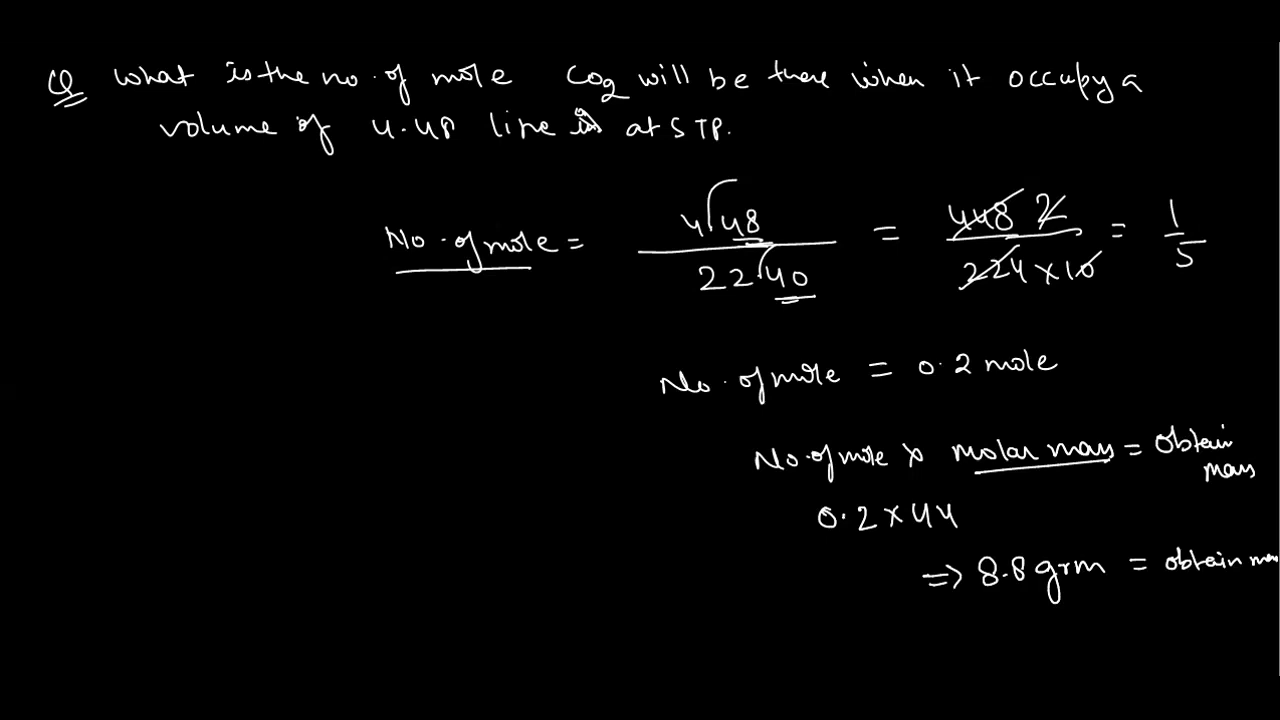 Q What is the no. of mole CO2 will be there when it occupy a
volume of 4.48 litre at STP.
No. of mole = 4.48 / 22.40 = 448 2 / 224 × 10 = 1 / 5
No. of mole = 0.2 mole
No. of mole × molar mass = obtain
mass
0.2 × 44
=> 8.8 grm = obtain